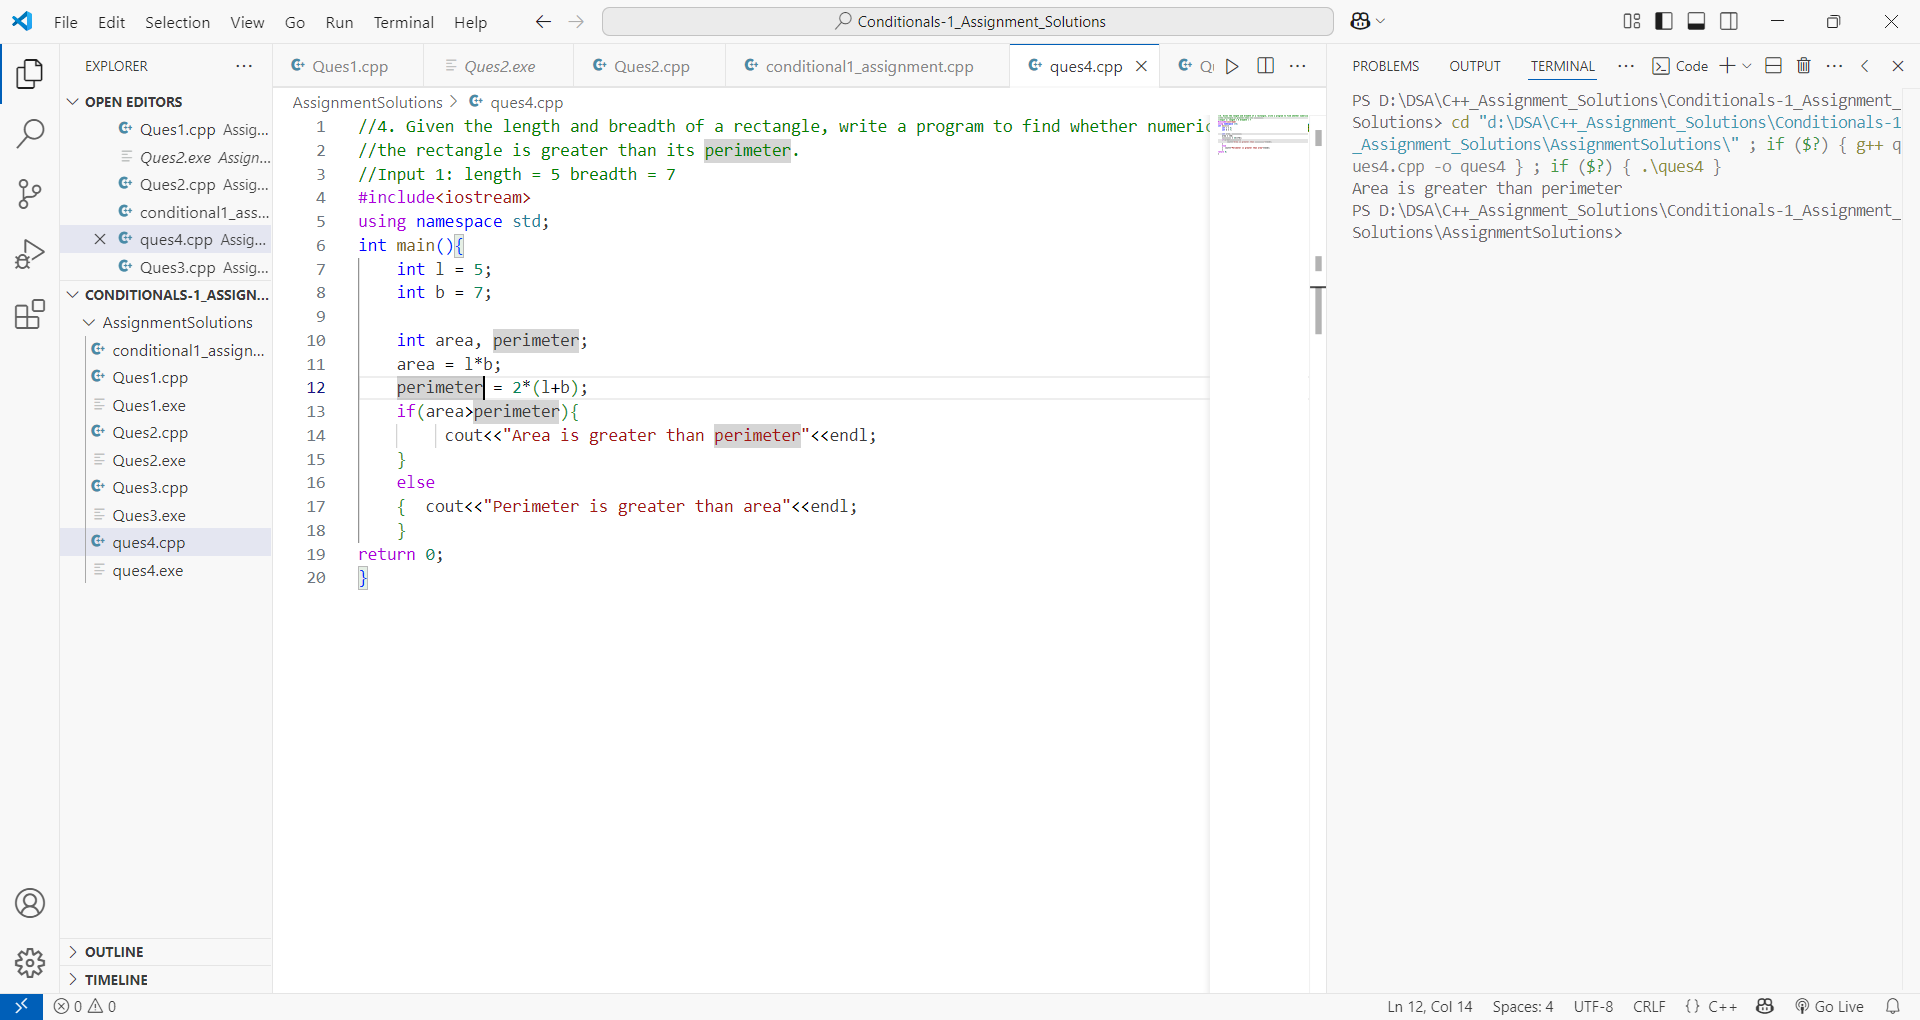 File Edit Selection View Go Run Terminal Help
Conditionals-1_Assignment_Solutions
EXPLORER
OPEN EDITORS
Ques1.cpp Assig...
Ques2.exe Assign...
Ques2.cpp Assig...
conditional1_ass...
ques4.cpp Assig...
Ques3.cpp Assig...
CONDITIONALS-1_ASSIGN...
AssignmentSolutions
conditional1_assign...
Ques1.cpp
Ques1.exe
Ques2.cpp
Ques2.exe
Ques3.cpp
Ques3.exe
ques4.cpp
ques4.exe
OUTLINE
TIMELINE
Ques1.cpp
Ques2.exe
Ques2.cpp
conditional1_assignment.cpp
ques4.cpp
AssignmentSolutions > ques4.cpp
1 //4. Given the length and breadth of a rectangle, write a program to find whether numeric
2 //the rectangle is greater than its perimeter.
3 //Input 1: length = 5 breadth = 7
4 #include<iostream>
5 using namespace std;
6 int main(){
7 int l = 5;
8 int b = 7;
9
10 int area, perimeter;
11 area = l*b;
12 perimeter = 2*(l+b);
13 if(area>perimeter){
14 cout<<"Area is greater than perimeter"<<endl;
15 }
16 else
17 { cout<<"Perimeter is greater than area"<<endl;
18 }
19 return 0;
20 }
PROBLEMS OUTPUT TERMINAL Code
PS D:\DSA\C++_Assignment_Solutions\Conditionals-1_Assignment_
Solutions> cd "d:\DSA\C++_Assignment_Solutions\Conditionals-1
_Assignment_Solutions\AssignmentSolutions\" ; if ($?) { g++ q
ues4.cpp -o ques4 } ; if ($?) { .\ques4 }
Area is greater than perimeter
PS D:\DSA\C++_Assignment_Solutions\Conditionals-1_Assignment_
Solutions\AssignmentSolutions>
0 0
Ln 12, Col 14 Spaces: 4 UTF-8 CRLF {} C++ Go Live